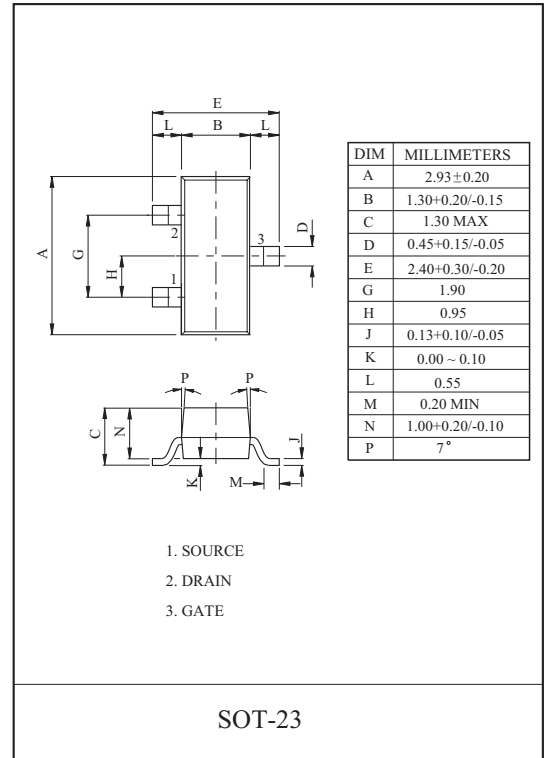 E
L B L
A
G
H
D
2
3
1
P P
C
N
K
M
J
DIM MILLIMETERS
A 2.93±0.20
B 1.30+0.20/-0.15
C 1.30 MAX
D 0.45+0.15/-0.05
E 2.40+0.30/-0.20
G 1.90
H 0.95
J 0.13+0.10/-0.05
K 0.00 ~ 0.10
L 0.55
M 0.20 MIN
N 1.00+0.20/-0.10
P 7°
1. SOURCE
2. DRAIN
3. GATE
SOT-23